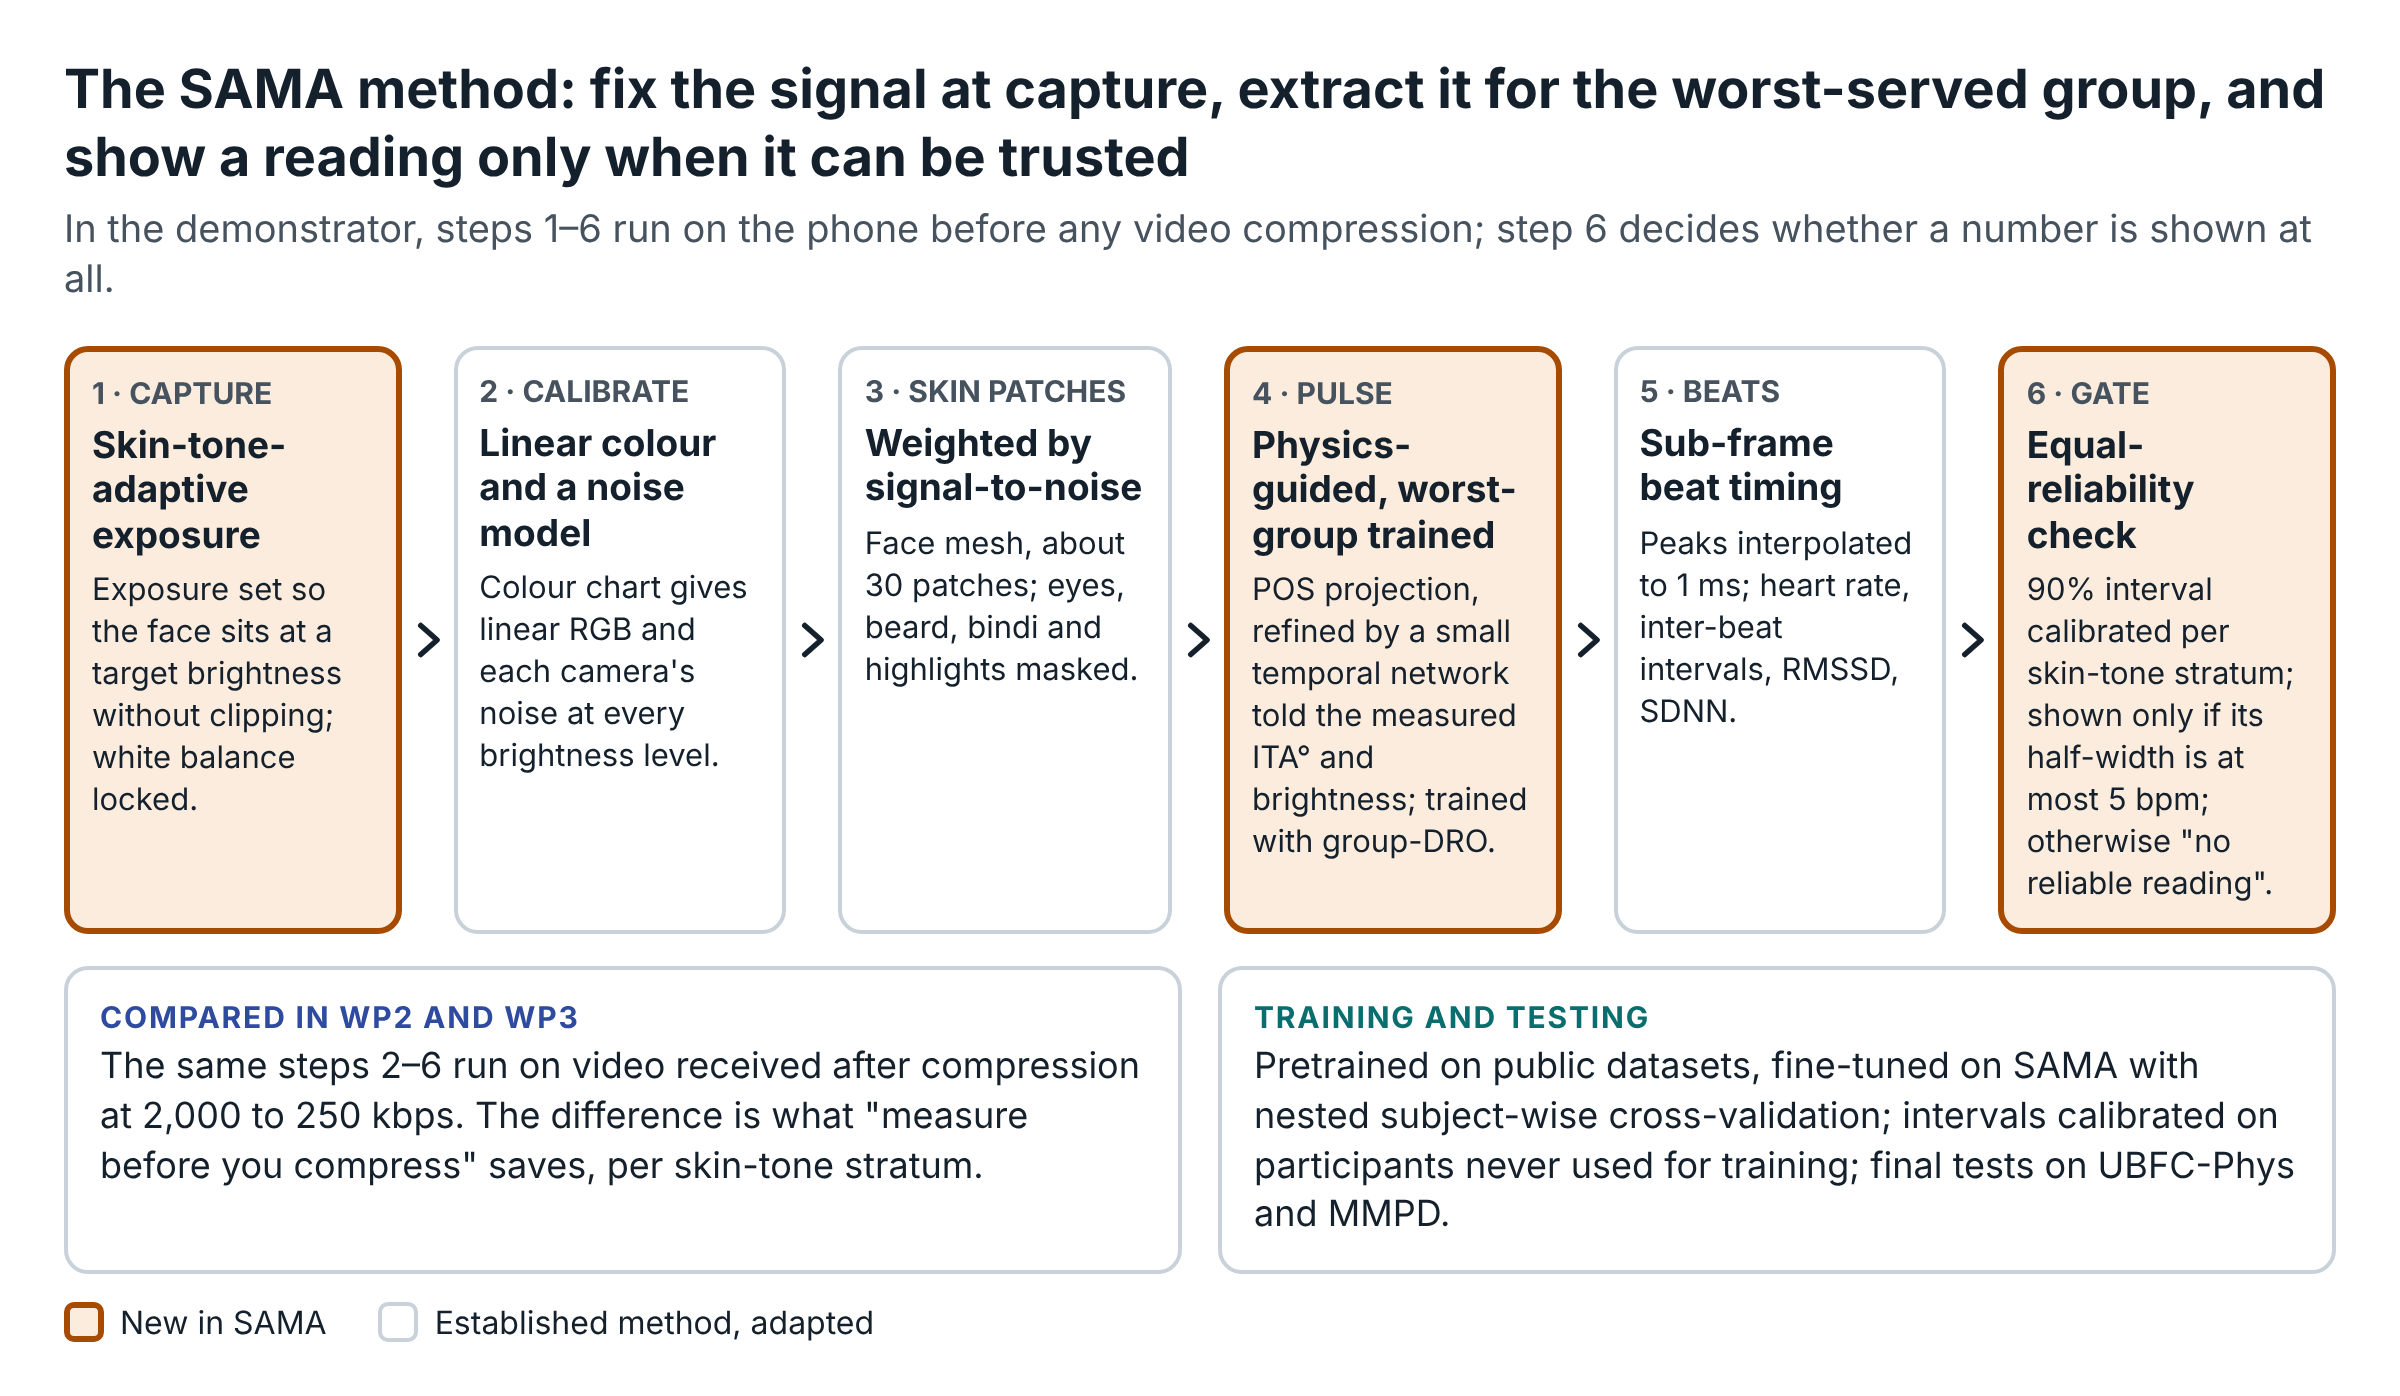 The SAMA method: fix the signal at capture, extract it for the worst-served group, and
show a reading only when it can be trusted
In the demonstrator, steps 1–6 run on the phone before any video compression; step 6 decides whether a number is shown at
all.
1 · CAPTURE
Skin-tone-
adaptive
exposure
Exposure set so
the face sits at a
target brightness
without clipping;
white balance
locked.
2 · CALIBRATE
Linear colour
and a noise
model
Colour chart gives
linear RGB and
each camera's
noise at every
brightness level.
3 · SKIN PATCHES
Weighted by
signal-to-noise
Face mesh, about
30 patches; eyes,
beard, bindi and
highlights masked.
4 · PULSE
Physics-
guided, worst-
group trained
POS projection,
refined by a small
temporal network
told the measured
ITA° and
brightness; trained
with group-DRO.
5 · BEATS
Sub-frame
beat timing
Peaks interpolated
to 1 ms; heart rate,
inter-beat
intervals, RMSSD,
SDNN.
6 · GATE
Equal-
reliability
check
90% interval
calibrated per
skin-tone stratum;
shown only if its
half-width is at
most 5 bpm;
otherwise "no
reliable reading".
COMPARED IN WP2 AND WP3
The same steps 2–6 run on video received after compression
at 2,000 to 250 kbps. The difference is what "measure
before you compress" saves, per skin-tone stratum.
TRAINING AND TESTING
Pretrained on public datasets, fine-tuned on SAMA with
nested subject-wise cross-validation; intervals calibrated on
participants never used for training; final tests on UBFC-Phys
and MMPD.
New in SAMA
Established method, adapted